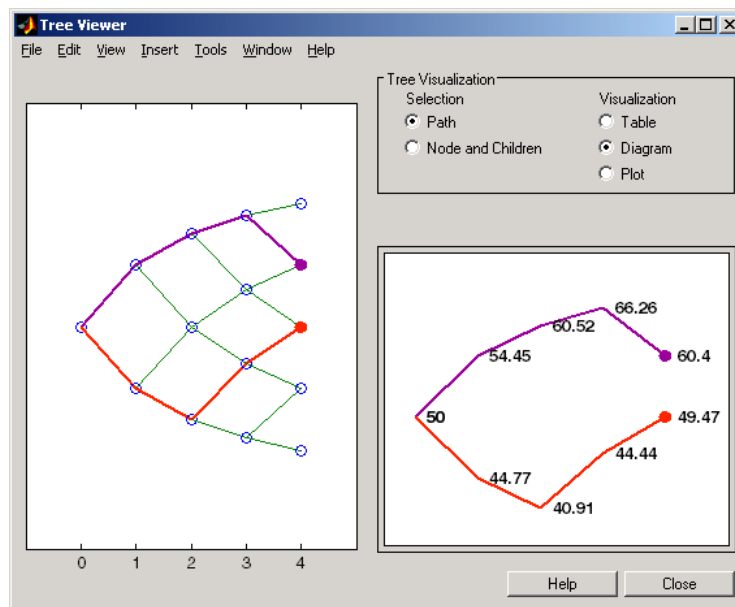 Tree Viewer
File Edit View Insert Tools Window Help
Tree Visualization
Selection
Path
Node and Children
Visualization
Table
Diagram
Plot
0 1 2 3 4
66.26
60.52
60.4
54.45
50
49.47
44.44
44.77
40.91
Help Close